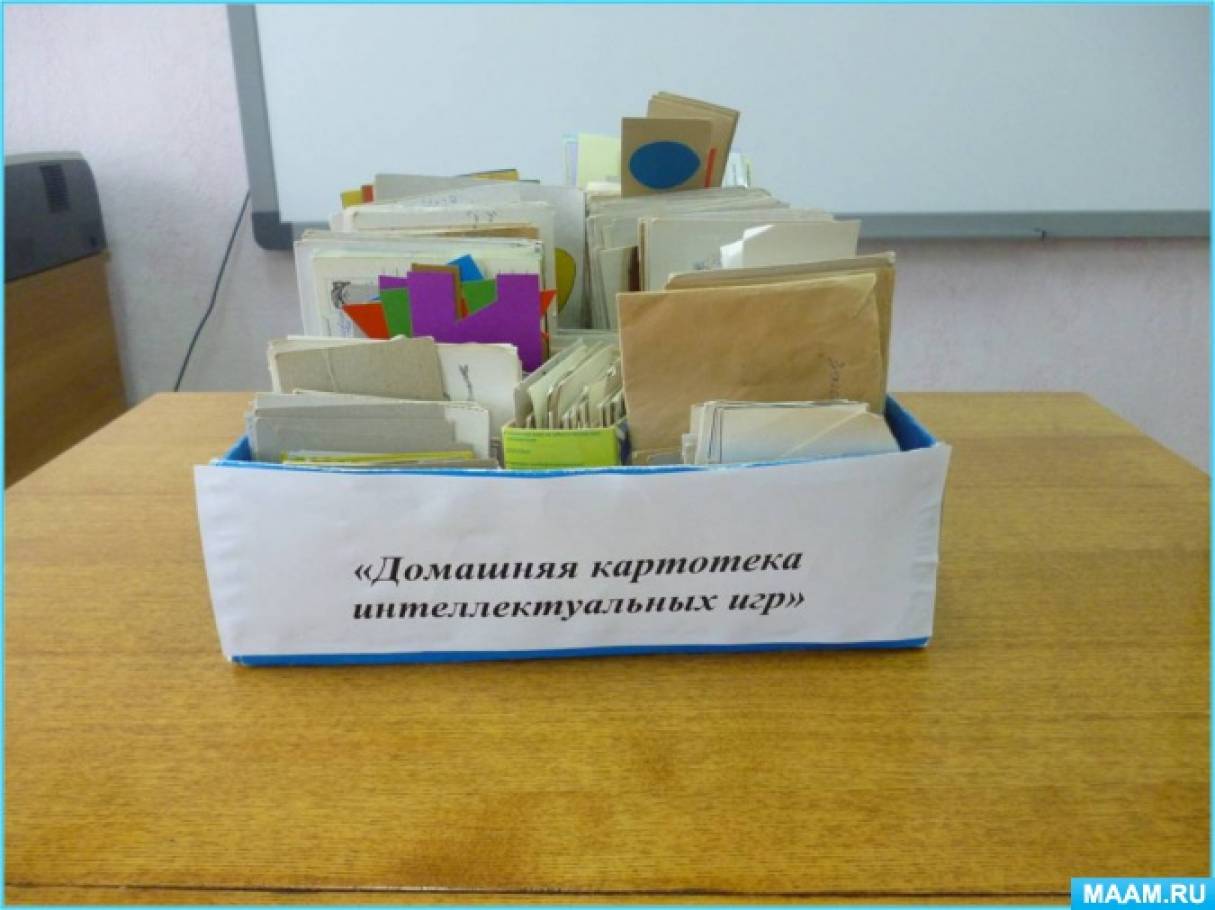 «Домашняя картотека
интеллектуальных игр»
MAAM.RU